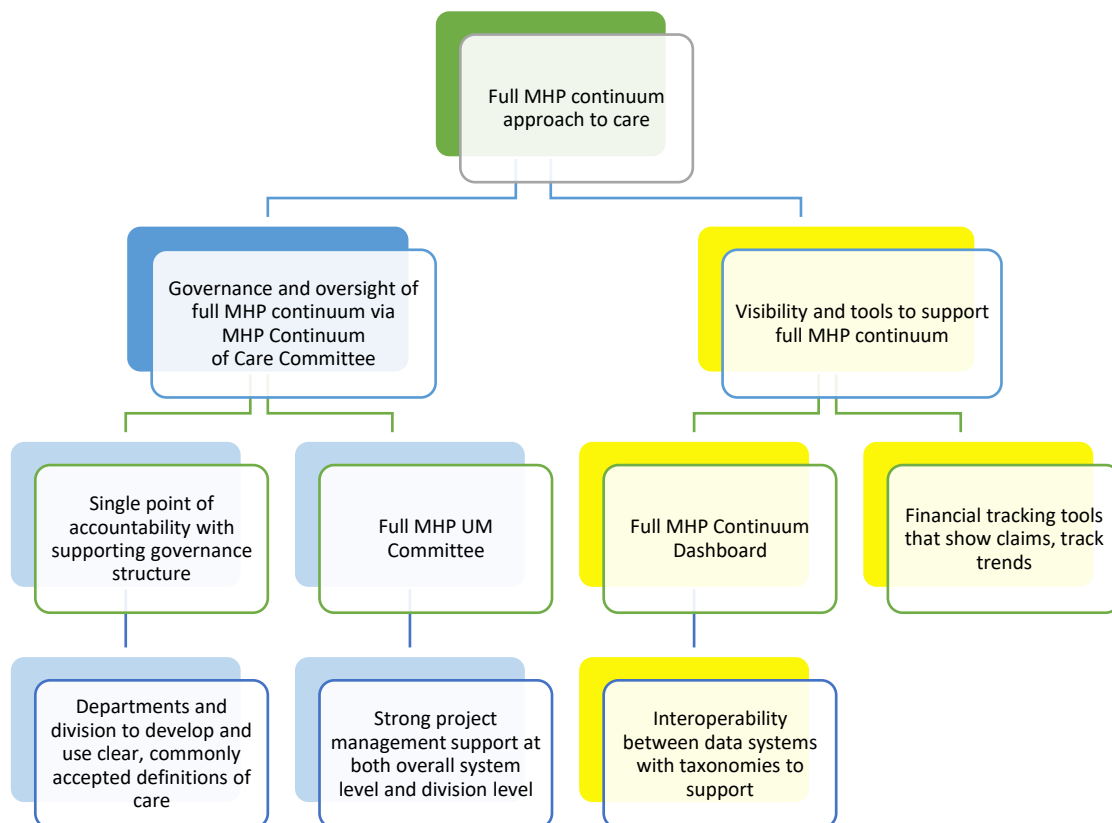 Full MHP continuum
approach to care
Governance and oversight of
full MHP continuum via
MHP Continuum
of Care Committee
Visibility and tools to support
full MHP continuum
Single point of
accountability with
supporting governance
structure
Full MHP UM
Committee
Full MHP Continuum
Dashboard
Financial tracking tools
that show claims, track
trends
Departments and
division to develop and
use clear, commonly
accepted definitions of
care
Strong project
management support at
both overall system
level and division level
Interoperability
between data systems
with taxonomies to
support